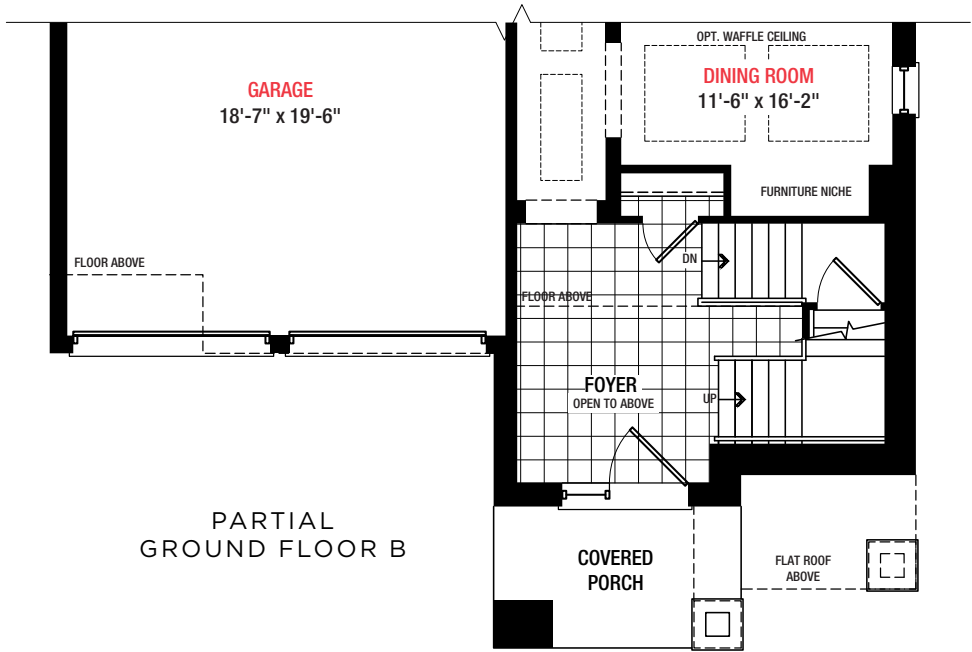 OPT. WAFFLE CEILING
GARAGE
18'-7" x 19'-6"
DINING ROOM
11'-6" x 16'-2"
FURNITURE NICHE
FLOOR ABOVE
DN
FLOOR ABOVE
FOYER
OPEN TO ABOVE
UP
PARTIAL
GROUND FLOOR B
COVERED
PORCH
FLAT ROOF
ABOVE